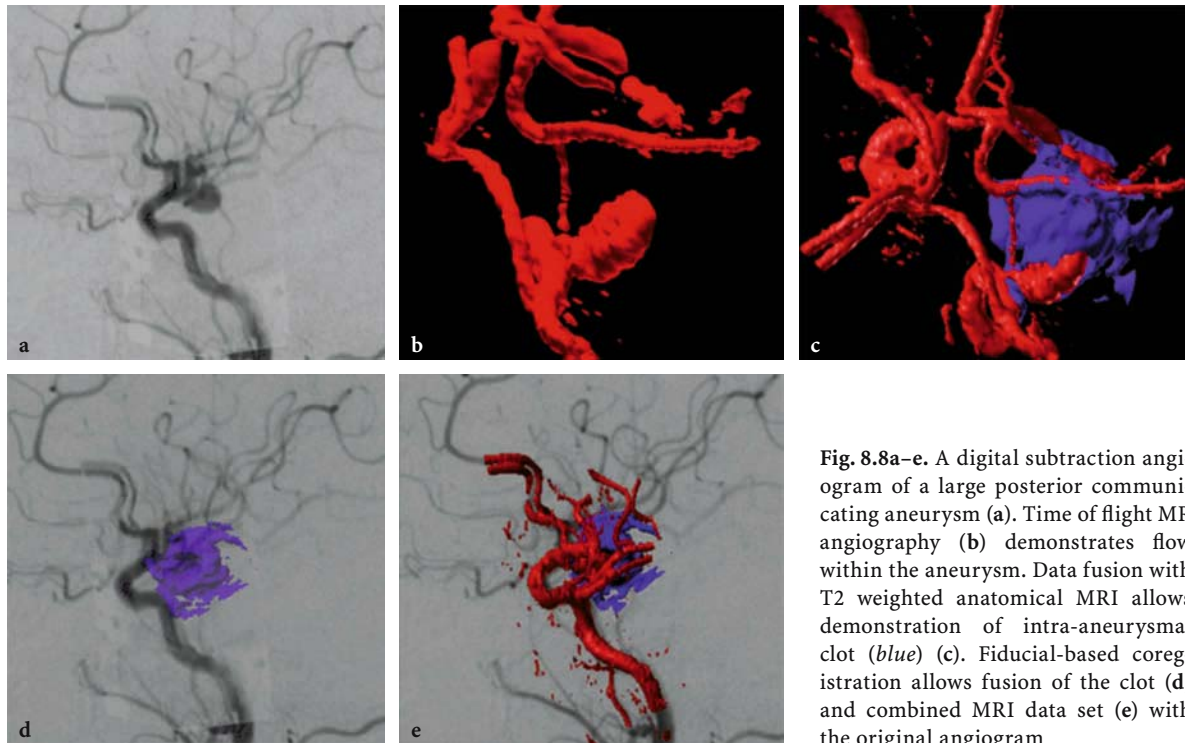 a
b
c
d
e
Fig. 8.8a–e. A digital subtraction angi-
ogram of a large posterior communi-
cating aneurysm (a). Time of flight MR
angiography (b) demonstrates flow
within the aneurysm. Data fusion with
T2 weighted anatomical MRI allows
demonstration of intra-aneurysma
clot (blue) (c). Fiducial-based coreg-
istration allows fusion of the clot (d
and combined MRI data set (e) with
the original angiogram